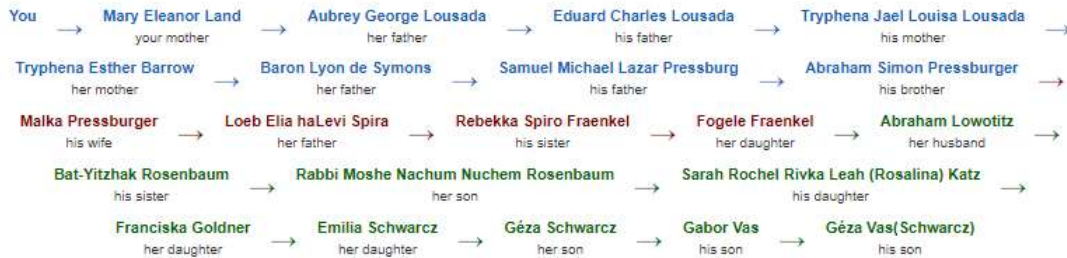 You → Mary Eleanor Land → Aubrey George Lousada → Eduard Charles Lousada → Tryphena Jael Louisa Lousada →
your mother her father his father his mother
Tryphena Esther Barrow → Baron Lyon de Symons → Samuel Michael Lazar Pressburg → Abraham Simon Pressburger →
her mother her father his father his brother
Malka Pressburger → Loeb Elia haLevi Spira → Rebekka Spiro Fraenkel → Fogele Fraenkel → Abraham Lowotitz →
his wife her father his sister her daughter her husband
Bat-Yitzhak Rosenbaum → Rabbi Moshe Nachum Nuchem Rosenbaum → Sarah Rochel Rivka Leah (Rosalina) Katz →
his sister her son his daughter
Franciska Goldner → Emilia Schwarcz → Géza Schwarcz → Gabor Vas → Géza Vas(Schwarcz)
her daughter her daughter her son his son his son